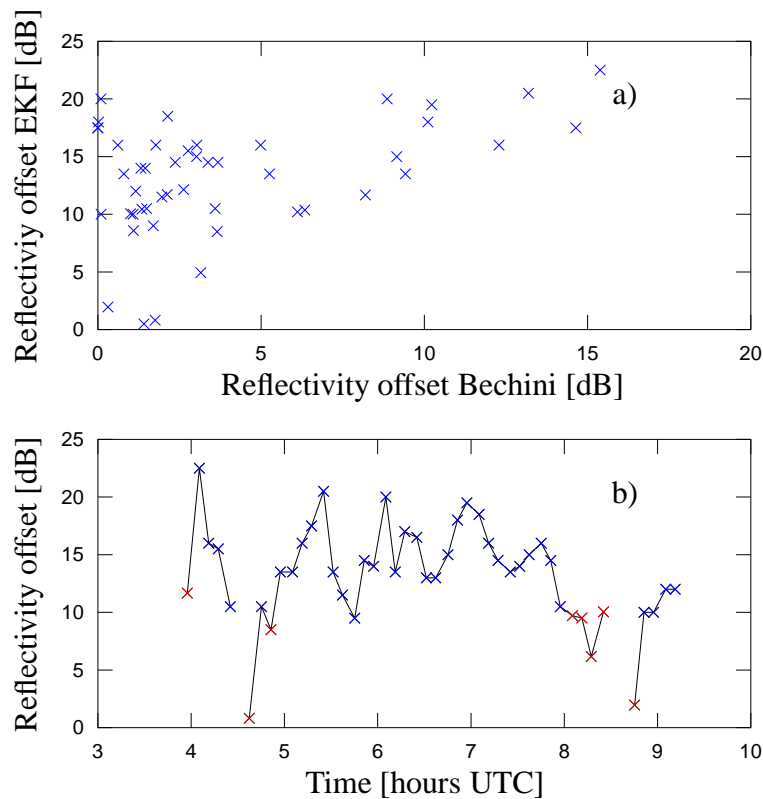 25
20
15
10
5
0
Reflectiviy offset EKF [dB]
a)
0 5 10 15 20
Reflectivity offset Bechini [dB]
25
20
15
10
5
0
Reflectivity offset [dB]
b)
3 4 5 6 7 8 9 10
Time [hours UTC]